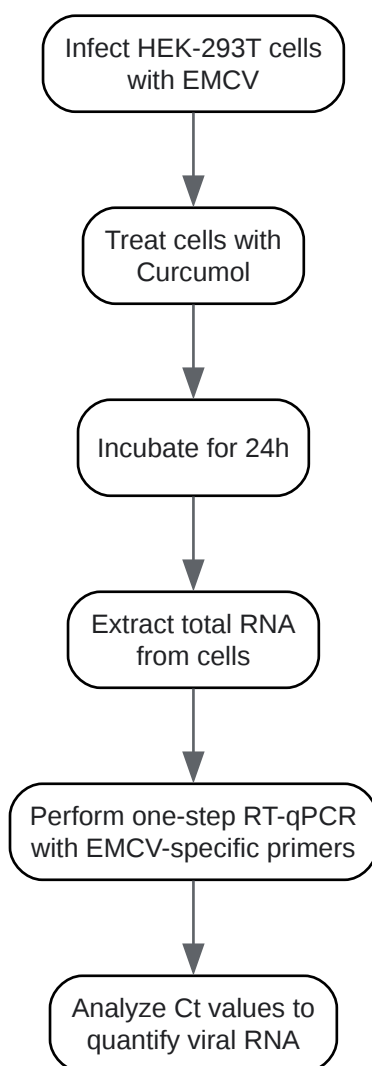 Infect HEK-293T cells
with EMCV
Treat cells with
Curcumol
Incubate for 24h
Extract total RNA
from cells
Perform one-step RT-qPCR
with EMCV-specific primers
Analyze Ct values to
quantify viral RNA